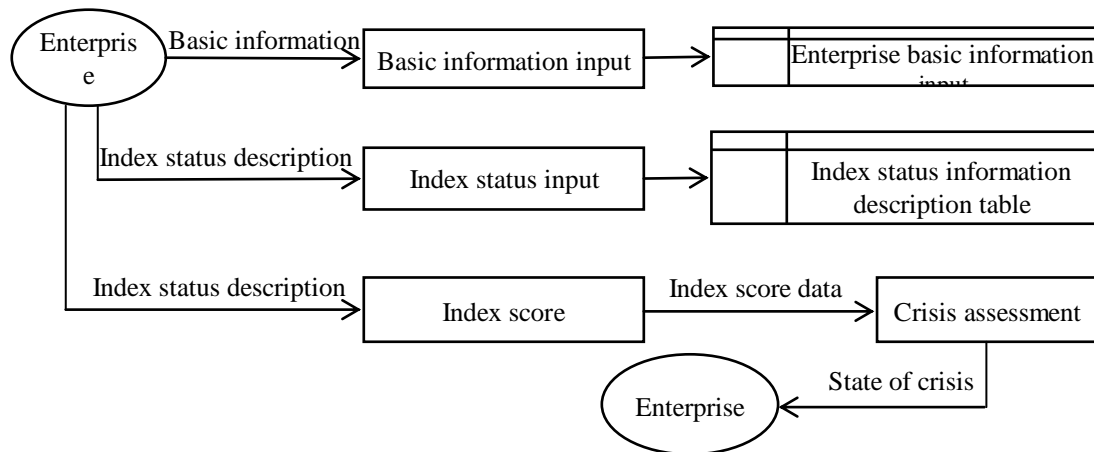 Enterpris
e
Basic information
Basic information input
Enterprise basic information
input
Index status description
Index status input
Index status information
description table
Index status description
Index score
Index score data
Crisis assessment
State of crisis
Enterprise